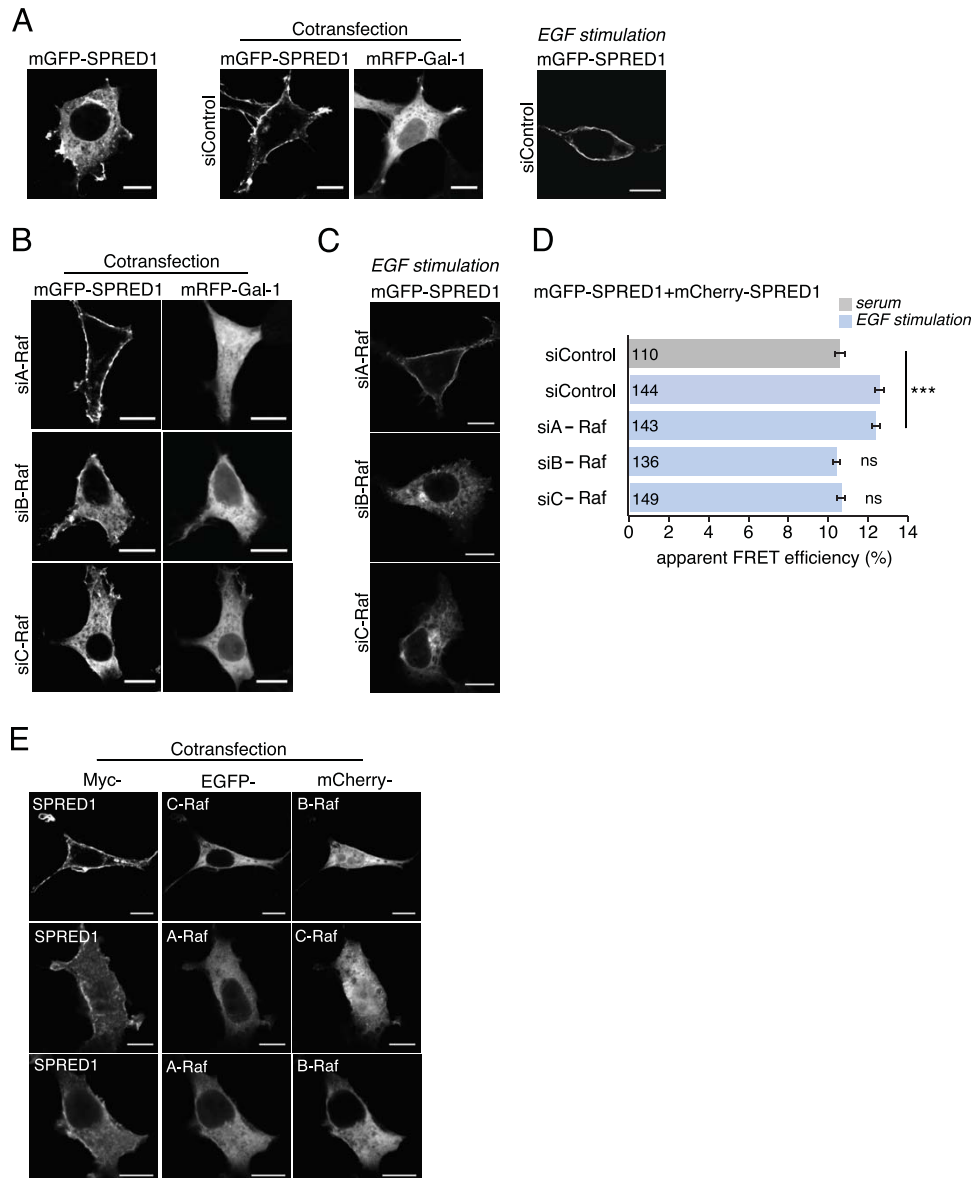 A
mGFP-SPRED1
Cotransfection
mGFP-SPRED1 mRFP-Gal-1
siControl
EGF stimulation
mGFP-SPRED1
siControl
B
Cotransfection
mGFP-SPRED1 mRFP-Gal-1
siA-Raf
siB-Raf
siC-Raf
C
EGF stimulation
mGFP-SPRED1
siA-Raf
siB-Raf
siC-Raf
D
mGFP-SPRED1+mCherry-SPRED1
serum
EGF stimulation
siControl 110
siControl 144
siA-Raf 143
siB-Raf 136 ns
siC-Raf 149 ns
***
0 2 4 6 8 10 12 14
apparent FRET efficiency (%)
E
Cotransfection
Myc- EGFP- mCherry-
SPRED1 C-Raf B-Raf
SPRED1 A-Raf C-Raf
SPRED1 A-Raf B-Raf